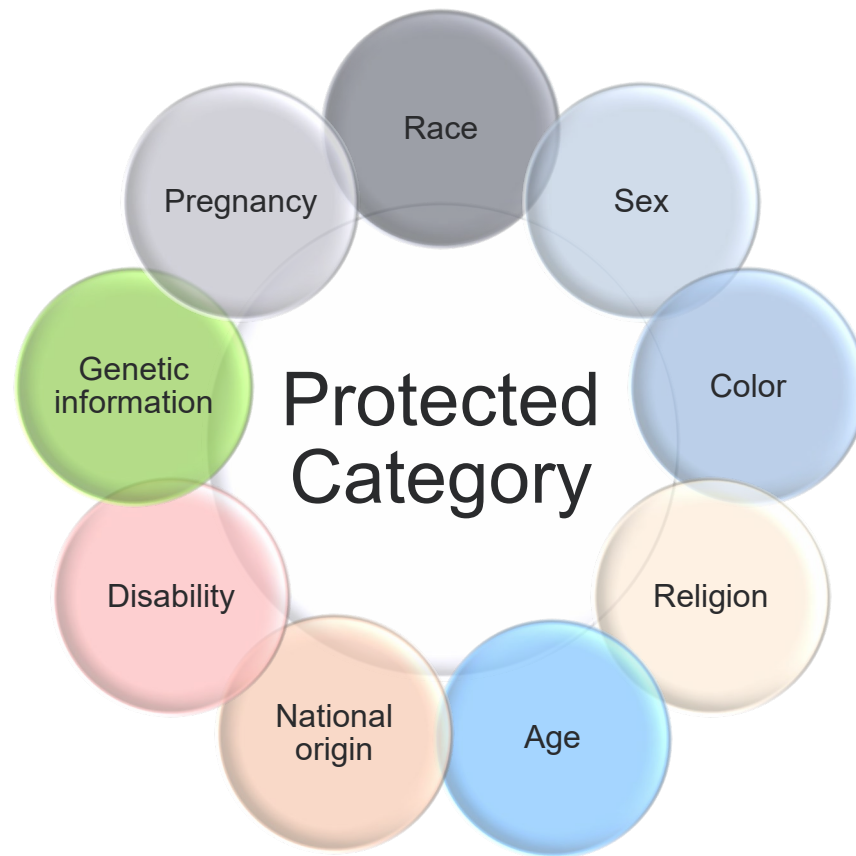 Race
Pregnancy
Sex
Genetic
information
Protected
Category
Color
Disability
Religion
National
origin
Age